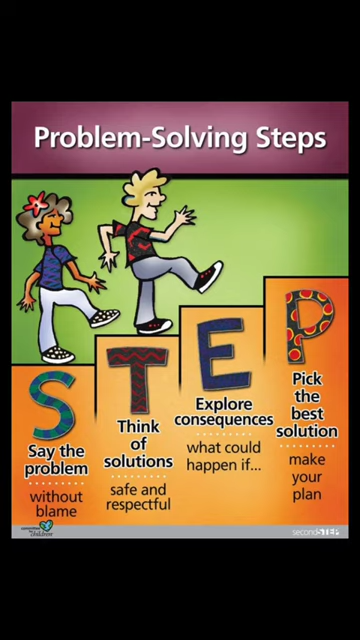 Problem-Solving Steps
S
Say the
problem
without
blame
T
Think
of
solutions
safe and
respectful
E
Explore
consequences
what could
happen if...
P
Pick
the
best
solution
make
your
plan
children
secondSTEP